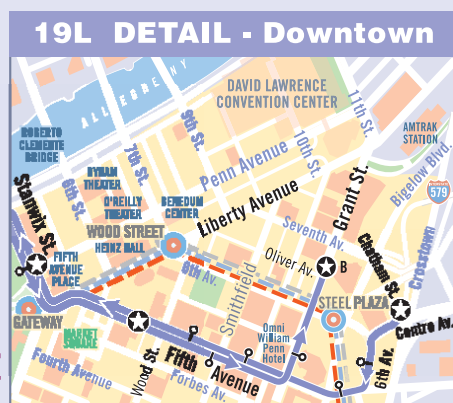 19L DETAIL - Downtown
ALLEGHENY
DAVID LAWRENCE
CONVENTION CENTER
11th St.
AMTRAK
STATION
ROBERTO
CLEMENTE
BRIDGE
9th St.
7th St.
10th St.
Penn Avenue
Bigelow Blvd.
579
6th St.
BYHAM
THEATER
Stanwix St.
O'REILLY
THEATER
BENEDUM
CENTER
Liberty Avenue
Grant St.
WOOD STREET
HEINZ HALL
Seventh Av.
Chatham St.
Crosstown
FIFTH
AVENUE
PLACE
6th Av.
Oliver Av.
B
Smithfield
STEEL PLAZA
GATEWAY
MARKET
SQUARE
Omni
William
Penn
Hotel
Centre Av.
Fourth Avenue
Wood St.
Fifth Avenue
Forbes Av.
6th Av.